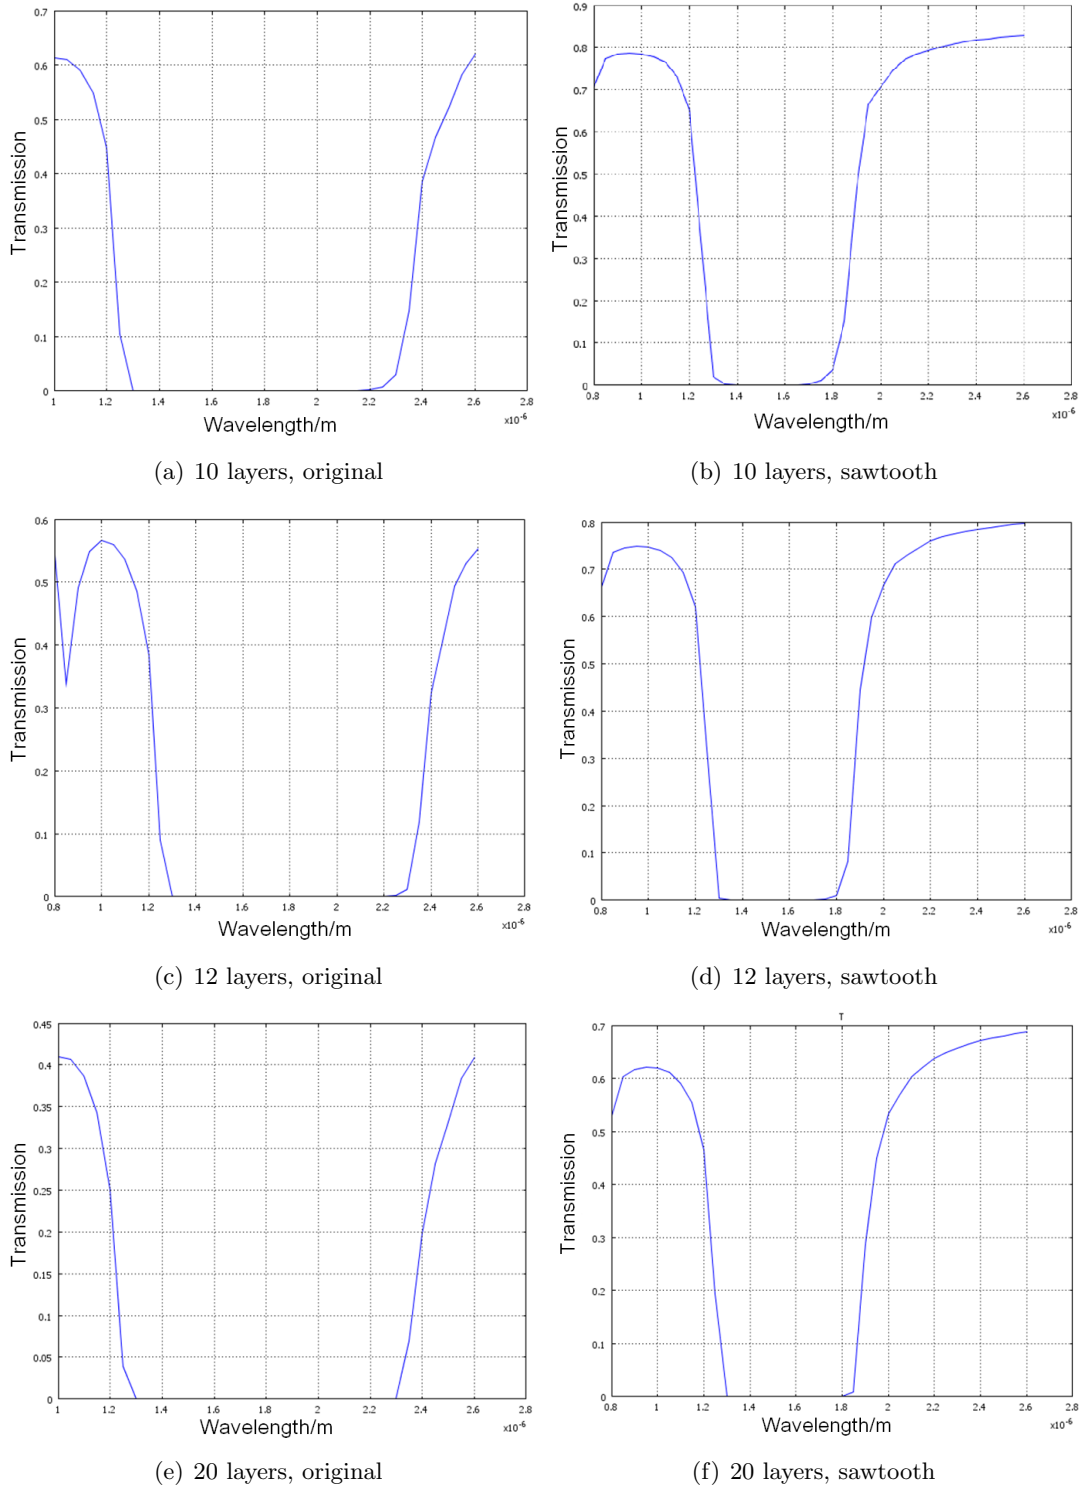 0.7
0.6
0.5
0.4
0.3
0.2
0.1
0
Transmission
1 1.2 1.4 1.6 1.8 2 2.2 2.4 2.6 2.8
x10⁻⁶
Wavelength/m
(a) 10 layers, original
0.9
0.8
0.7
0.6
0.5
0.4
0.3
0.2
0.1
0
Transmission
0.8 1 1.2 1.4 1.6 1.8 2 2.2 2.4 2.6 2.8
x10⁻⁶
Wavelength/m
(b) 10 layers, sawtooth
0.6
0.5
0.4
0.3
0.2
0.1
0
Transmission
0.8 1 1.2 1.4 1.6 1.8 2 2.2 2.4 2.6 2.8
x10⁻⁶
Wavelength/m
(c) 12 layers, original
0.8
0.7
0.6
0.5
0.4
0.3
0.2
0.1
0
Transmission
0.8 1 1.2 1.4 1.6 1.8 2 2.2 2.4 2.6 2.8
x10⁻⁶
Wavelength/m
(d) 12 layers, sawtooth
0.45
0.4
0.35
0.3
0.25
0.2
0.15
0.1
0.05
0
Transmission
1 1.2 1.4 1.6 1.8 2 2.2 2.4 2.6 2.8
x10⁻⁶
Wavelength/m
(e) 20 layers, original
T
0.7
0.6
0.5
0.4
0.3
0.2
0.1
0
Transmission
0.8 1 1.2 1.4 1.6 1.8 2 2.2 2.4 2.6 2.8
x10⁻⁶
Wavelength/m
(f) 20 layers, sawtooth